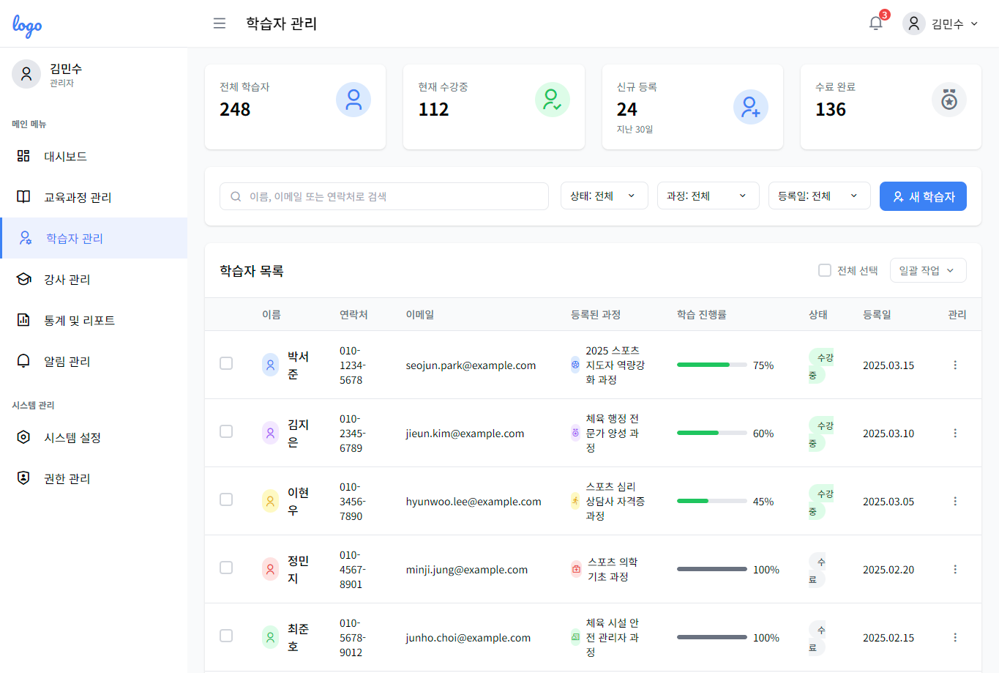 logo
학습자 관리
3
김민수
김민수
관리자
메인 메뉴
대시보드
교육과정 관리
학습자 관리
강사 관리
통계 및 리포트
알림 관리
시스템 관리
시스템 설정
권한 관리
전체 학습자
248
현재 수강중
112
신규 등록
24
지난 30일
수료 완료
136
이름, 이메일 또는 연락처로 검색
상태: 전체
과정: 전체
등록일: 전체
새 학습자
학습자 목록
전체 선택
일괄 작업
이름 연락처 이메일 등록된 과정 학습 진행률 상태 등록일 관리
박서
준
010-
1234-
5678
seojun.park@example.com
2025 스포츠
지도자 역량강
화 과정
75%
수강
중
2025.03.15
김지
은
010-
2345-
6789
jieun.kim@example.com
체육 행정 전
문가 양성 과
정
60%
수강
중
2025.03.10
이현
우
010-
3456-
7890
hyunwoo.lee@example.com
스포츠 심리
상담사 자격증
과정
45%
수강
중
2025.03.05
정민
지
010-
4567-
8901
minji.jung@example.com
스포츠 의학
기초 과정
100%
수
료
2025.02.20
최준
호
010-
5678-
9012
junho.choi@example.com
체육 시설 안
전 관리자 과
정
100%
수
료
2025.02.15